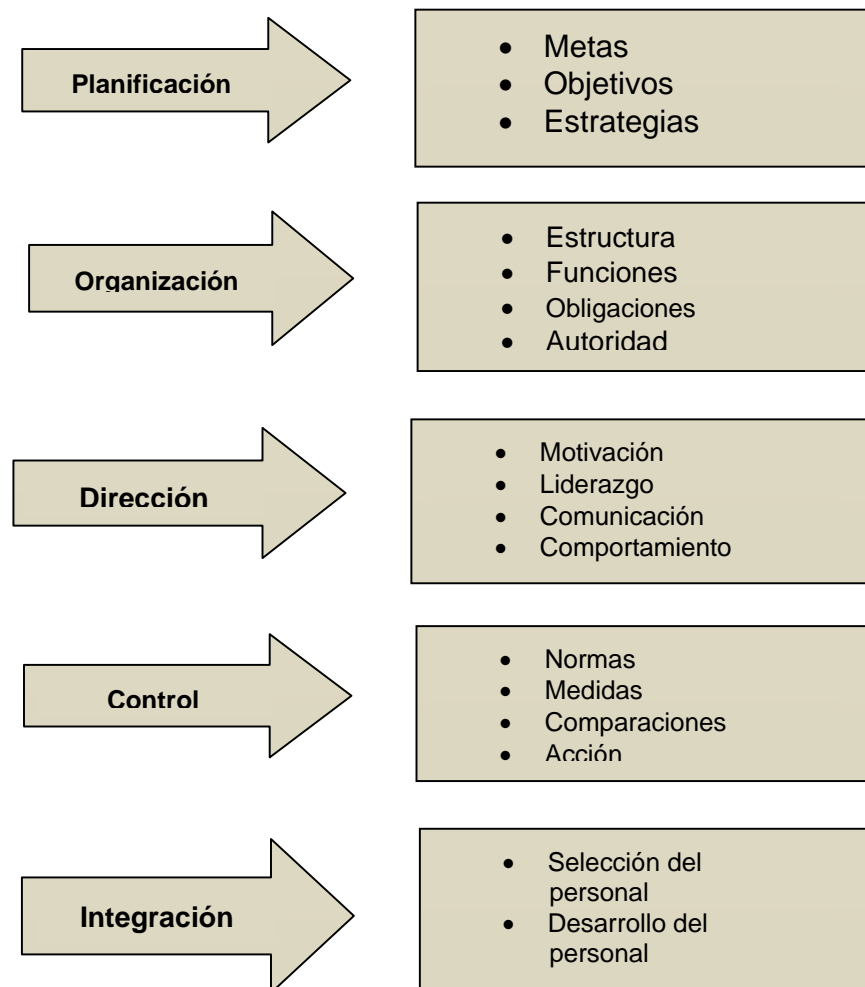 Planificación
• Metas
• Objetivos
• Estrategias
Organización
• Estructura
• Funciones
• Obligaciones
• Autoridad
Dirección
• Motivación
• Liderazgo
• Comunicación
• Comportamiento
Control
• Normas
• Medidas
• Comparaciones
• Acción
Integración
• Selección del
personal
• Desarrollo del
personal